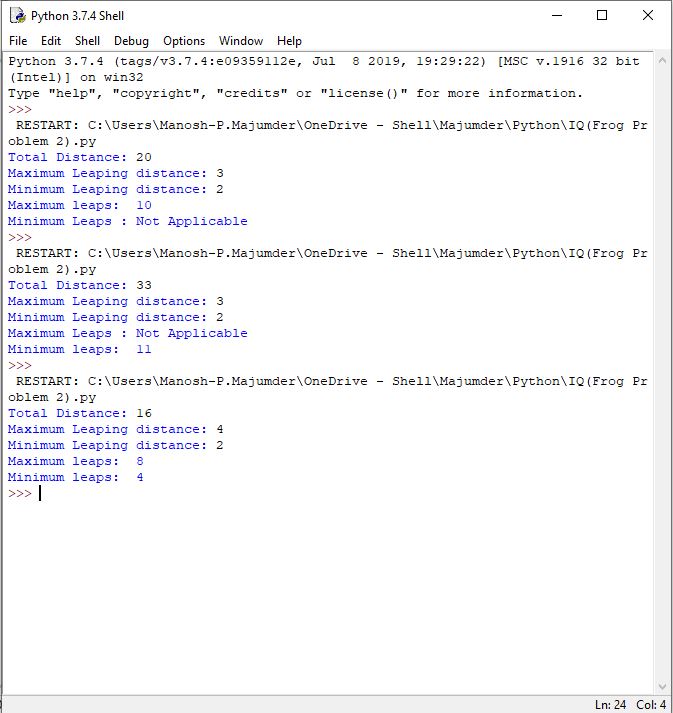 Python 3.7.4 Shell
File Edit Shell Debug Options Window Help
Python 3.7.4 (tags/v3.7.4:e09359112e, Jul  8 2019, 19:29:22) [MSC v.1916 32 bit
(Intel)] on win32
Type "help", "copyright", "credits" or "license()" for more information.
>>>
 RESTART: C:\Users\Manosh-P.Majumder\OneDrive - Shell\Majumder\Python\IQ(Frog Pr
oblem 2).py
Total Distance: 20
Maximum Leaping distance: 3
Minimum Leaping distance: 2
Maximum leaps:  10
Minimum Leaps : Not Applicable
>>>
 RESTART: C:\Users\Manosh-P.Majumder\OneDrive - Shell\Majumder\Python\IQ(Frog Pr
oblem 2).py
Total Distance: 33
Maximum Leaping distance: 3
Minimum Leaping distance: 2
Maximum Leaps : Not Applicable
Minimum leaps:  11
>>>
 RESTART: C:\Users\Manosh-P.Majumder\OneDrive - Shell\Majumder\Python\IQ(Frog Pr
oblem 2).py
Total Distance: 16
Maximum Leaping distance: 4
Minimum Leaping distance: 2
Maximum leaps:  8
Minimum leaps:  4
>>>
Ln: 24 Col: 4